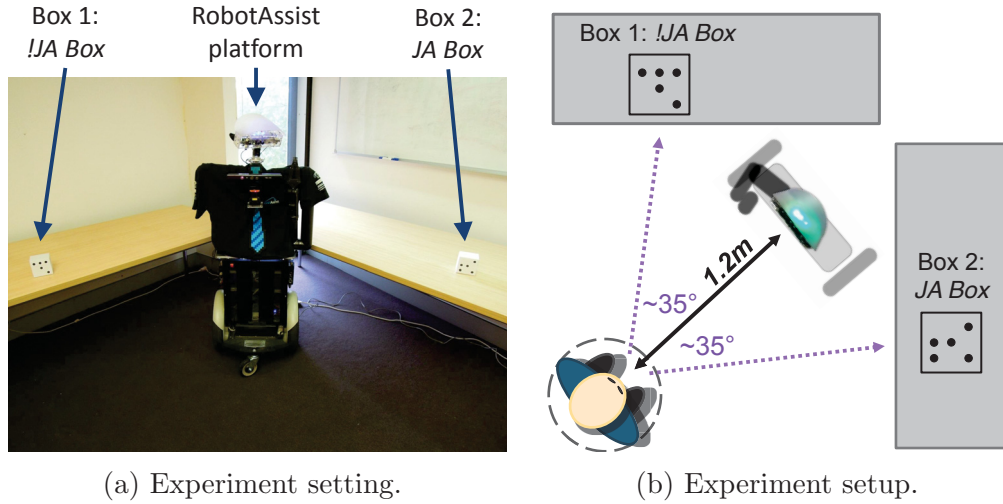 Box 1:
!JA Box
RobotAssist
platform
Box 2:
JA Box
(a) Experiment setting.
Box 1: !JA Box
1.2m
~35°
~35°
Box 2:
JA Box
(b) Experiment setup.